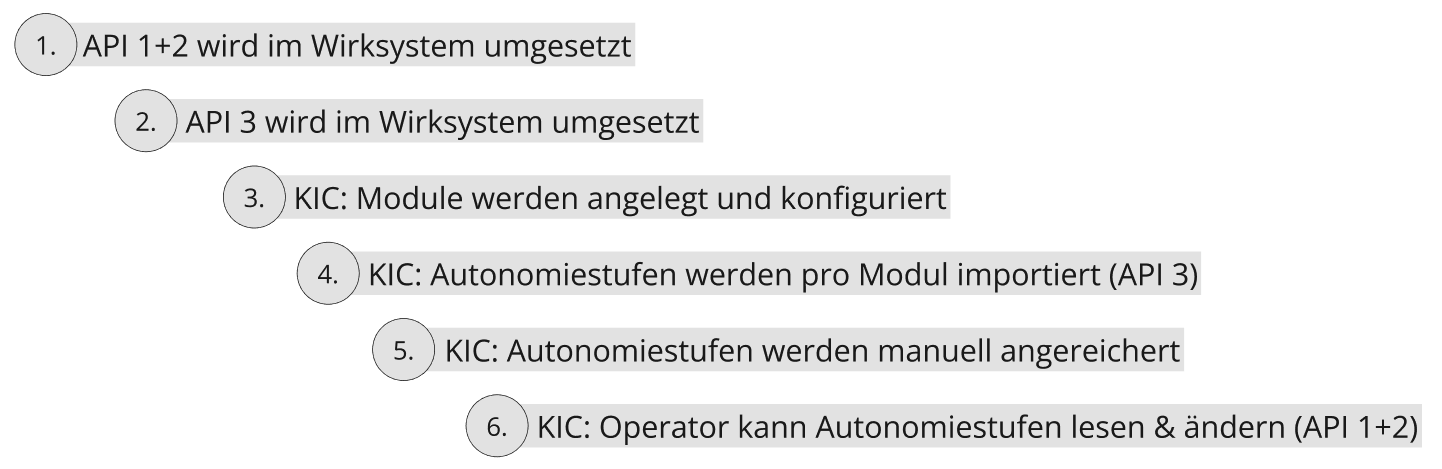 1. API 1+2 wird im Wirksystem umgesetzt
2. API 3 wird im Wirksystem umgesetzt
3. KIC: Module werden angelegt und konfiguriert
4. KIC: Autonomiestufen werden pro Modul importiert (API 3)
5. KIC: Autonomiestufen werden manuell angereichert
6. KIC: Operator kann Autonomiestufen lesen & ändern (API 1+2)